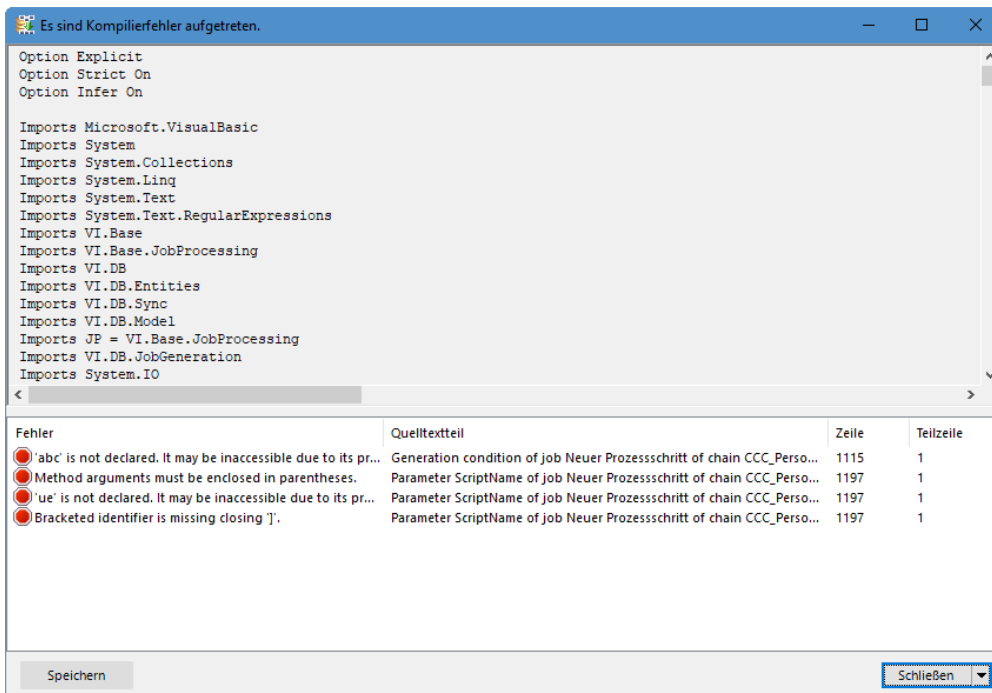 Es sind Kompilierfehler aufgetreten.
Option Explicit
Option Strict On
Option Infer On
Imports Microsoft.VisualBasic
Imports System
Imports System.Collections
Imports System.Linq
Imports System.Text
Imports System.Text.RegularExpressions
Imports VI.Base
Imports VI.Base.JobProcessing
Imports VI.DB
Imports VI.DB.Entities
Imports VI.DB.Sync
Imports VI.DB.Model
Imports JP = VI.Base.JobProcessing
Imports VI.DB.JobGeneration
Imports System.IO
Fehler Quelltextteil Zeile Teilzeile
'abc' is not declared. It may be inaccessible due to its pr... Generation condition of job Neuer Prozessschritt of chain CCC_Perso... 1115 1
Method arguments must be enclosed in parentheses. Parameter ScriptName of job Neuer Prozessschritt of chain CCC_Perso... 1197 1
'ue' is not declared. It may be inaccessible due to its pr... Parameter ScriptName of job Neuer Prozessschritt of chain CCC_Perso... 1197 1
Bracketed identifier is missing closing ']'. Parameter ScriptName of job Neuer Prozessschritt of chain CCC_Perso... 1197 1
Speichern Schließen